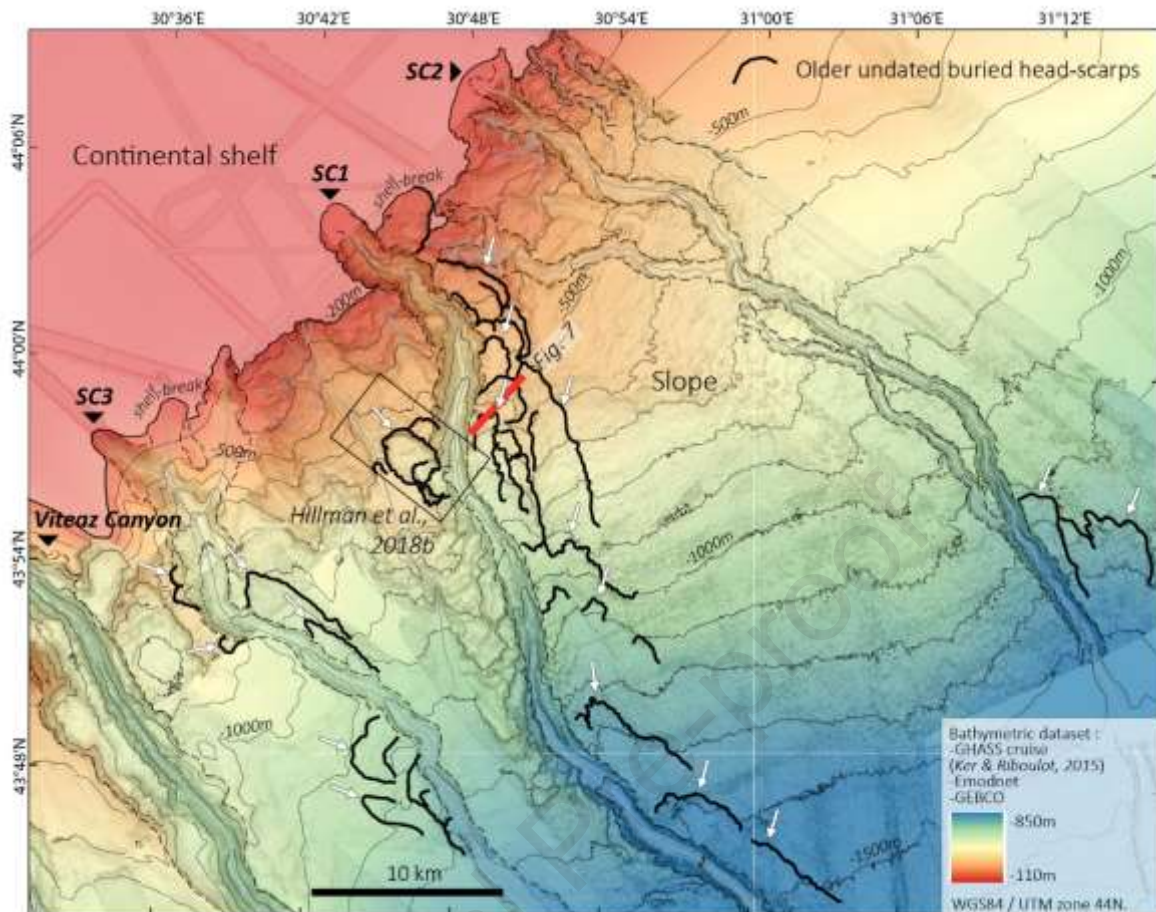 30°36'E
30°42'E
30°48'E
30°54'E
31°00'E
31°06'E
31°12'E
SC2
Older undated buried head-scarps
-500m
44°06'N
Continental shelf
SC1
shelf-break
-1000m
-200m
-500m
44°00'N
Fig. 7
SC3
shelf-break
Slope
-500m
Hillman et al.,
2018b
Viteaz Canyon
-1000m
43°54'N
-1000m
43°48'N
-1500m
10 km
Bathymetric dataset :
-GHASS cruise
(Ker & Riboulot, 2015)
-Emodnet
-GEBCO
-850m
-110m
WGS84 / UTM zone 44N.